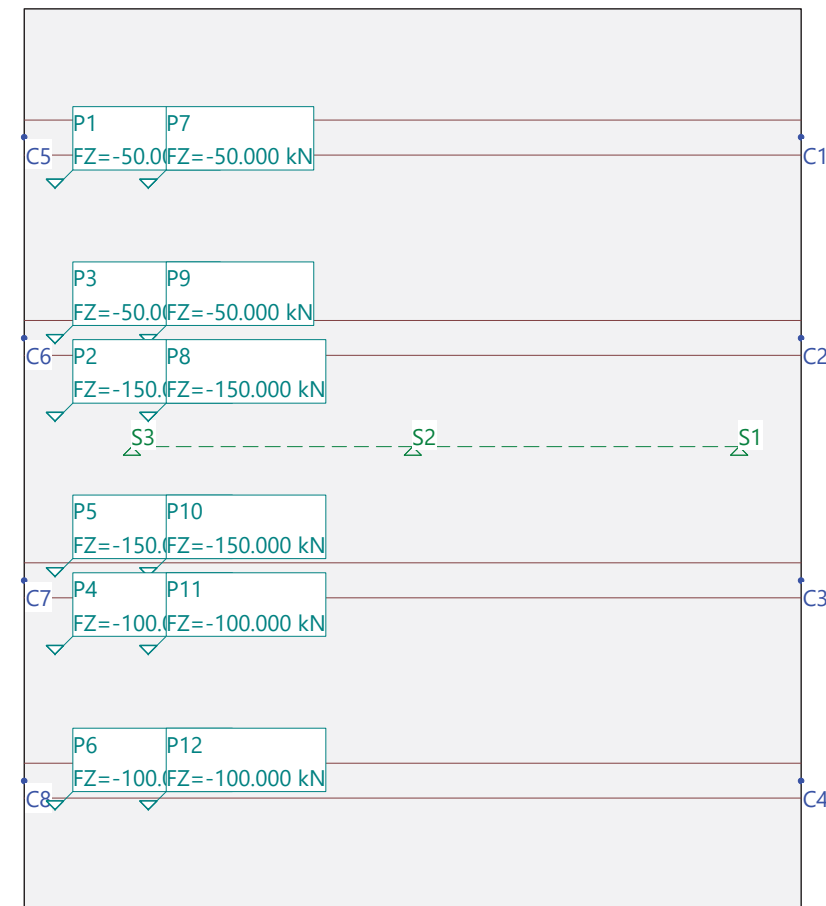 P1
FZ=-50.0
P7
FZ=-50.000 kN
C5
C1
P3
FZ=-50.0
P9
FZ=-50.000 kN
C6
C2
P2
FZ=-150.
P8
FZ=-150.000 kN
S3
S2
S1
P5
FZ=-150.
P10
FZ=-150.000 kN
C7
C3
P4
FZ=-100.
P11
FZ=-100.000 kN
P6
FZ=-100.
P12
FZ=-100.000 kN
C8
C4